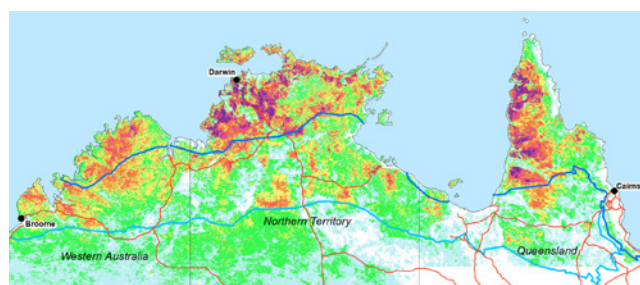 Darwin
Broome
Cairns
Northern Territory
Western Australia
Queensland